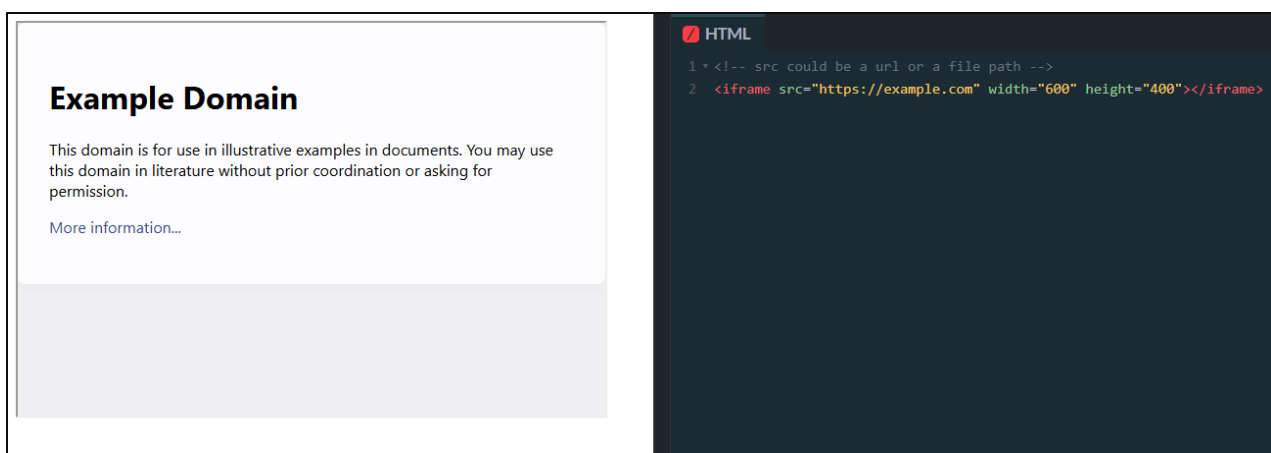 Example Domain
This domain is for use in illustrative examples in documents. You may use
this domain in literature without prior coordination or asking for
permission.
More information...
HTML
1 <!-- src could be a url or a file path -->
2 <iframe src="https://example.com" width="600" height="400"></iframe>